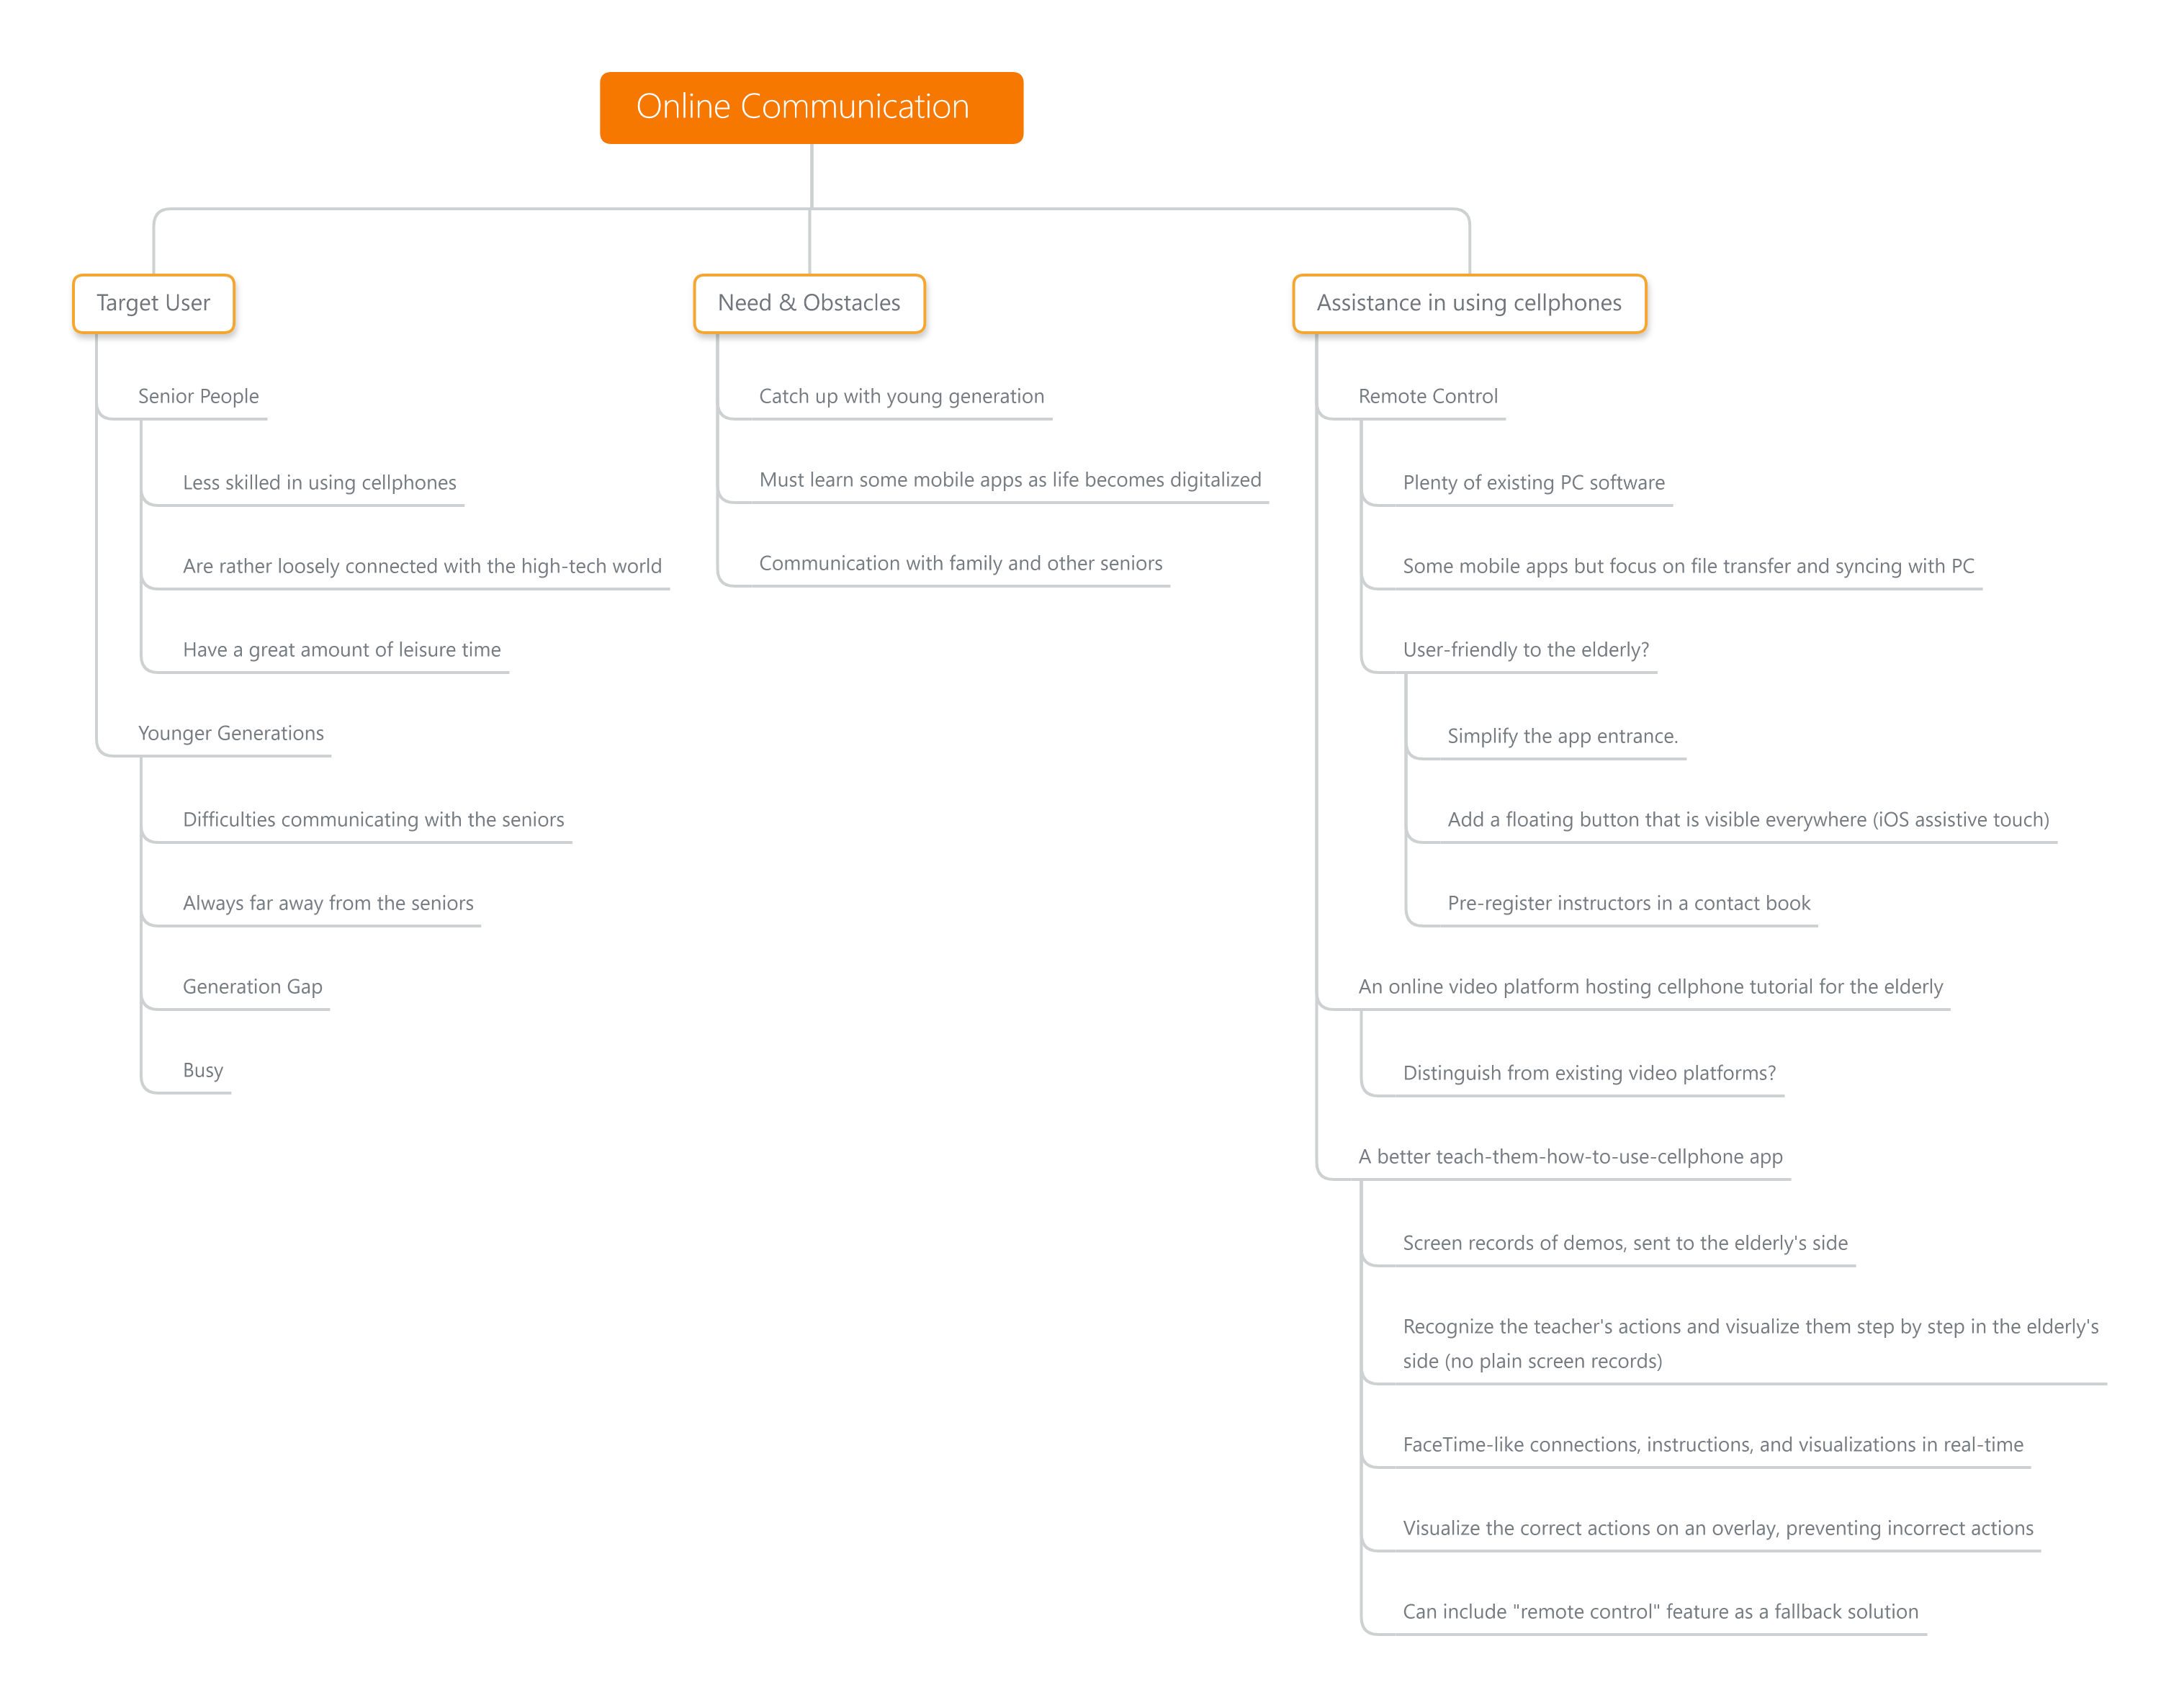 Online Communication
Target User
Senior People
Less skilled in using cellphones
Are rather loosely connected with the high-tech world
Have a great amount of leisure time
Younger Generations
Difficulties communicating with the seniors
Always far away from the seniors
Generation Gap
Busy
Need & Obstacles
Catch up with young generation
Must learn some mobile apps as life becomes digitalized
Communication with family and other seniors
Assistance in using cellphones
Remote Control
Plenty of existing PC software
Some mobile apps but focus on file transfer and syncing with PC
User-friendly to the elderly?
Simplify the app entrance.
Add a floating button that is visible everywhere (iOS assistive touch)
Pre-register instructors in a contact book
An online video platform hosting cellphone tutorial for the elderly
Distinguish from existing video platforms?
A better teach-them-how-to-use-cellphone app
Screen records of demos, sent to the elderly's side
Recognize the teacher's actions and visualize them step by step in the elderly's
side (no plain screen records)
FaceTime-like connections, instructions, and visualizations in real-time
Visualize the correct actions on an overlay, preventing incorrect actions
Can include "remote control" feature as a fallback solution